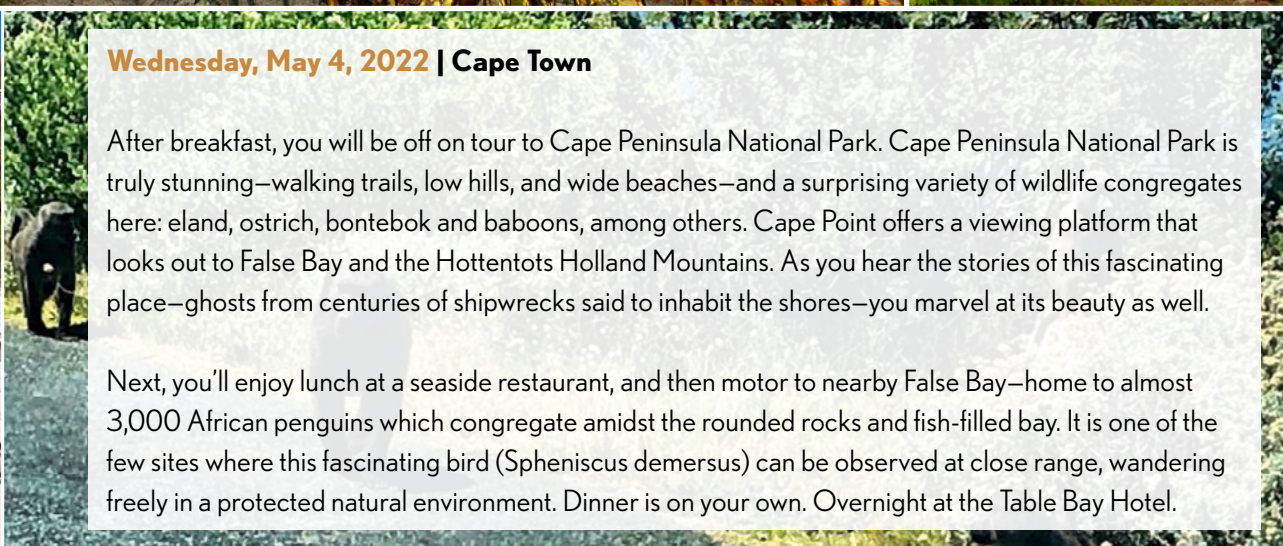 Wednesday, May 4, 2022 | Cape Town
After breakfast, you will be off on tour to Cape Peninsula National Park. Cape Peninsula National Park is
truly stunning—walking trails, low hills, and wide beaches—and a surprising variety of wildlife congregates
here: eland, ostrich, bontebok and baboons, among others. Cape Point offers a viewing platform that
looks out to False Bay and the Hottentots Holland Mountains. As you hear the stories of this fascinating
place—ghosts from centuries of shipwrecks said to inhabit the shores—you marvel at its beauty as well.
Next, you'll enjoy lunch at a seaside restaurant, and then motor to nearby False Bay—home to almost
3,000 African penguins which congregate amidst the rounded rocks and fish-filled bay. It is one of the
few sites where this fascinating bird (Spheniscus demersus) can be observed at close range, wandering
freely in a protected natural environment. Dinner is on your own. Overnight at the Table Bay Hotel.